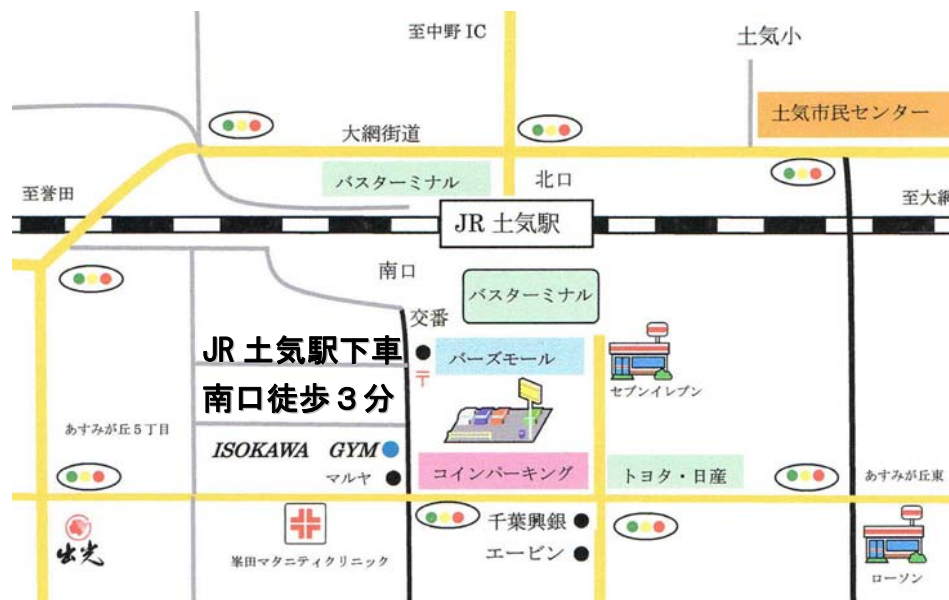 至中野 IC
土気小
土気市民センター
大網街道
バスターミナル
北口
至誉田
至大網
JR 土気駅
南口
バスターミナル
交番
JR 土気駅下車
バーズモール
〒
南口徒歩3分
セブンイレブン
あすみが丘5丁目
ISOKAWA GYM
マルヤ
コインパーキング
トヨタ・日産
あすみが丘東
千葉興銀
出光
峯田マタニティクリニック
エービン
ローソン